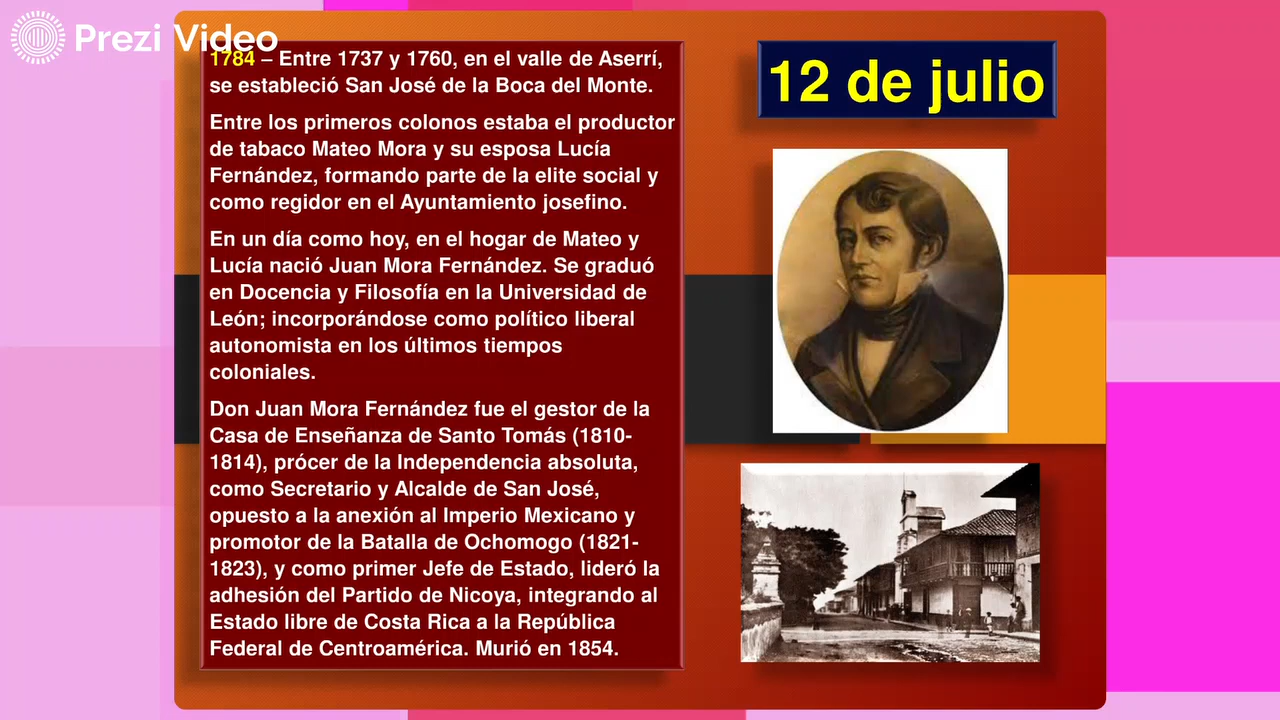 Prezi Video
1784 – Entre 1737 y 1760, en el valle de Aserrí,
se estableció San José de la Boca del Monte.
Entre los primeros colonos estaba el productor
de tabaco Mateo Mora y su esposa Lucía
Fernández, formando parte de la elite social y
como regidor en el Ayuntamiento josefino.
En un día como hoy, en el hogar de Mateo y
Lucía nació Juan Mora Fernández. Se graduó
en Docencia y Filosofía en la Universidad de
León; incorporándose como político liberal
autonomista en los últimos tiempos
coloniales.
Don Juan Mora Fernández fue el gestor de la
Casa de Enseñanza de Santo Tomás (1810-
1814), prócer de la Independencia absoluta,
como Secretario y Alcalde de San José,
opuesto a la anexión al Imperio Mexicano y
promotor de la Batalla de Ochomogo (1821-
1823), y como primer Jefe de Estado, lideró la
adhesión del Partido de Nicoya, integrando al
Estado libre de Costa Rica a la República
Federal de Centroamérica. Murió en 1854.
12 de julio